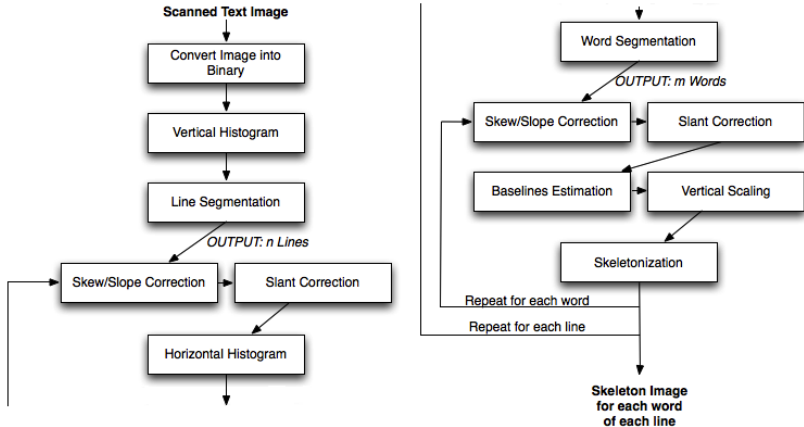 Scanned Text Image
Convert Image into
Binary
Vertical Histogram
Line Segmentation
OUTPUT: n Lines
Skew/Slope Correction
Slant Correction
Horizontal Histogram
Word Segmentation
OUTPUT: m Words
Skew/Slope Correction
Slant Correction
Baselines Estimation
Vertical Scaling
Skeletonization
Repeat for each word
Repeat for each line
Skeleton Image
for each word
of each line